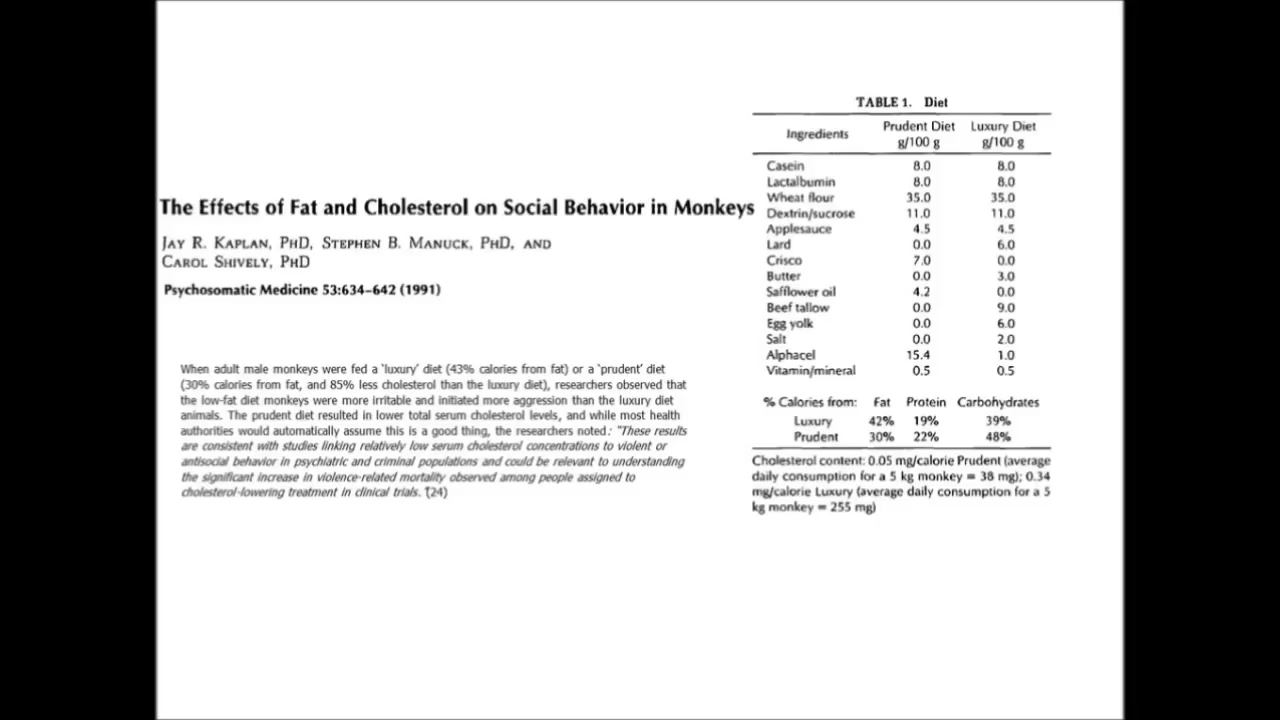 The Effects of Fat and Cholesterol on Social Behavior in Monkeys
JAY R. KAPLAN, PHD, STEPHEN B. MANUCK, PHD, AND
CAROL SHIVELY, PHD
Psychosomatic Medicine 53:634–642 (1991)
When adult male monkeys were fed a 'luxury' diet (43% calories from fat) or a 'prudent' diet
(30% calories from fat, and 85% less cholesterol than the luxury diet), researchers observed that
the low-fat diet monkeys were more irritable and initiated more aggression than the luxury diet
animals. The prudent diet resulted in lower total serum cholesterol levels, and while most health
authorities would automatically assume this is a good thing, the researchers noted: "These results
are consistent with studies linking relatively low serum cholesterol concentrations to violent or
antisocial behavior in psychiatric and criminal populations and could be relevant to understanding
the significant increase in violence-related mortality observed among people assigned to
cholesterol-lowering treatment in clinical trials. "(24)
TABLE 1. Diet
Ingredients Prudent Diet g/100 g Luxury Diet g/100 g
Casein 8.0 8.0
Lactalbumin 8.0 8.0
Wheat flour 35.0 35.0
Dextrin/sucrose 11.0 11.0
Applesauce 4.5 4.5
Lard 0.0 6.0
Crisco 7.0 0.0
Butter 0.0 3.0
Safflower oil 4.2 0.0
Beef tallow 0.0 9.0
Egg yolk 0.0 6.0
Salt 0.0 2.0
Alphacel 15.4 1.0
Vitamin/mineral 0.5 0.5
% Calories from: Fat Protein Carbohydrates
Luxury 42% 19% 39%
Prudent 30% 22% 48%
Cholesterol content: 0.05 mg/calorie Prudent (average
daily consumption for a 5 kg monkey = 38 mg); 0.34
mg/calorie Luxury (average daily consumption for a 5
kg monkey = 255 mg)